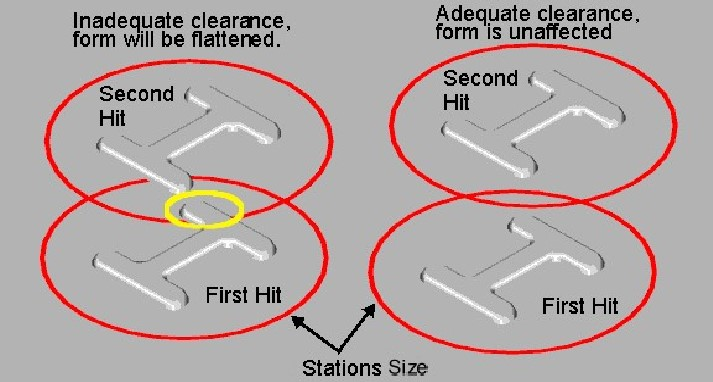 Inadequate clearance,
form will be flattened.
Adequate clearance,
form is unaffected
Second
Hit
Second
Hit
First Hit
First Hit
Stations Size